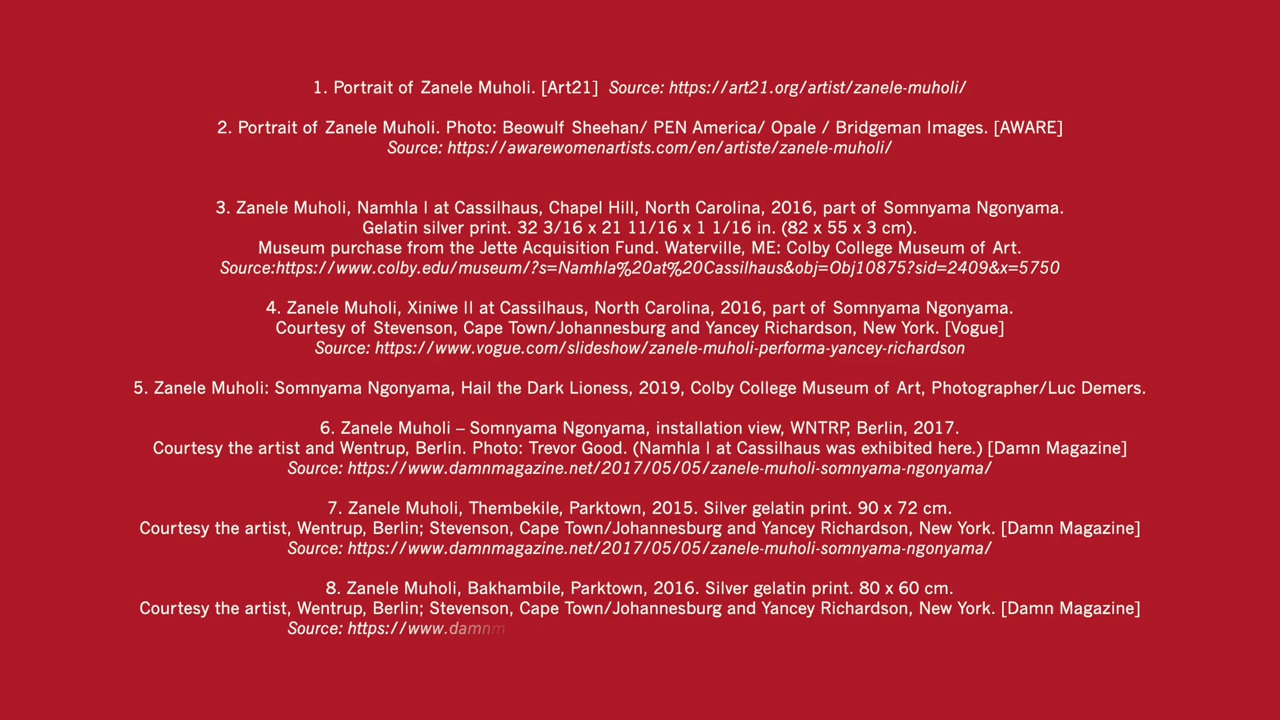 1. Portrait of Zanele Muholi. [Art21] Source: https://art21.org/artist/zanele-muholi/
2. Portrait of Zanele Muholi. Photo: Beowulf Sheehan/ PEN America/ Opale / Bridgeman Images. [AWARE]
Source: https://awarewomenartists.com/en/artiste/zanele-muholi/
3. Zanele Muholi, Namhla I at Cassilhaus, Chapel Hill, North Carolina, 2016, part of Somnyama Ngonyama.
Gelatin silver print. 32 3/16 x 21 11/16 x 1 1/16 in. (82 x 55 x 3 cm).
Museum purchase from the Jette Acquisition Fund. Waterville, ME: Colby College Museum of Art.
Source:https://www.colby.edu/museum/?s=Namhla%20at%20Cassilhaus&obj=Obj10875?sid=2409&x=5750
4. Zanele Muholi, Xiniwe II at Cassilhaus, North Carolina, 2016, part of Somnyama Ngonyama.
Courtesy of Stevenson, Cape Town/Johannesburg and Yancey Richardson, New York. [Vogue]
Source: https://www.vogue.com/slideshow/zanele-muholi-performa-yancey-richardson
5. Zanele Muholi: Somnyama Ngonyama, Hail the Dark Lioness, 2019, Colby College Museum of Art, Photographer/Luc Demers.
6. Zanele Muholi – Somnyama Ngonyama, installation view, WNTRP, Berlin, 2017.
Courtesy the artist and Wentrup, Berlin. Photo: Trevor Good. (Namhla I at Cassilhaus was exhibited here.) [Damn Magazine]
Source: https://www.damnmagazine.net/2017/05/05/zanele-muholi-somnyama-ngonyama/
7. Zanele Muholi, Thembekile, Parktown, 2015. Silver gelatin print. 90 x 72 cm.
Courtesy the artist, Wentrup, Berlin; Stevenson, Cape Town/Johannesburg and Yancey Richardson, New York. [Damn Magazine]
Source: https://www.damnmagazine.net/2017/05/05/zanele-muholi-somnyama-ngonyama/
8. Zanele Muholi, Bakhambile, Parktown, 2016. Silver gelatin print. 80 x 60 cm.
Courtesy the artist, Wentrup, Berlin; Stevenson, Cape Town/Johannesburg and Yancey Richardson, New York. [Damn Magazine]
Source: https://www.damnm